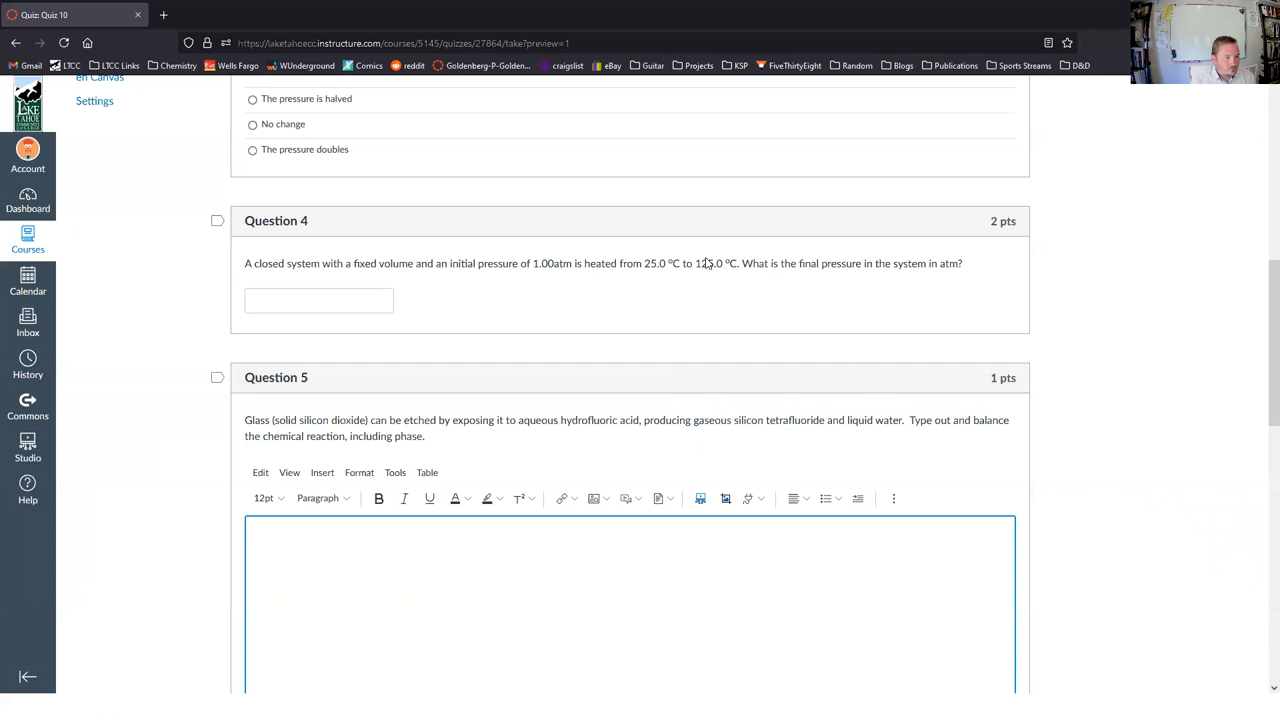 Quiz: Quiz 10
https://laketahoecc.instructure.com/courses/5145/quizzes/27864/take?preview=1
Gmail LTCC LTCC Links Chemistry Wells Fargo WUnderground Comics reddit Goldenberg-P-Golden... craigslist eBay Guitar Projects KSP FiveThirtyEight Random Blogs Publications Sports Streams D&D
en Canvas
Settings
LAKE
TAHOE
Account
Dashboard
Courses
Calendar
Inbox
History
Commons
Studio
Help
The pressure is halved
No change
The pressure doubles
Question 4 2 pts
A closed system with a fixed volume and an initial pressure of 1.00atm is heated from 25.0 °C to .0 °C. What is the final pressure in the system in atm?
Question 5 1 pts
Glass (solid silicon dioxide) can be etched by exposing it to aqueous hydrofluoric acid, producing gaseous silicon tetrafluoride and liquid water. Type out and balance
the chemical reaction, including phase.
Edit View Insert Format Tools Table
12pt Paragraph B I U A T²